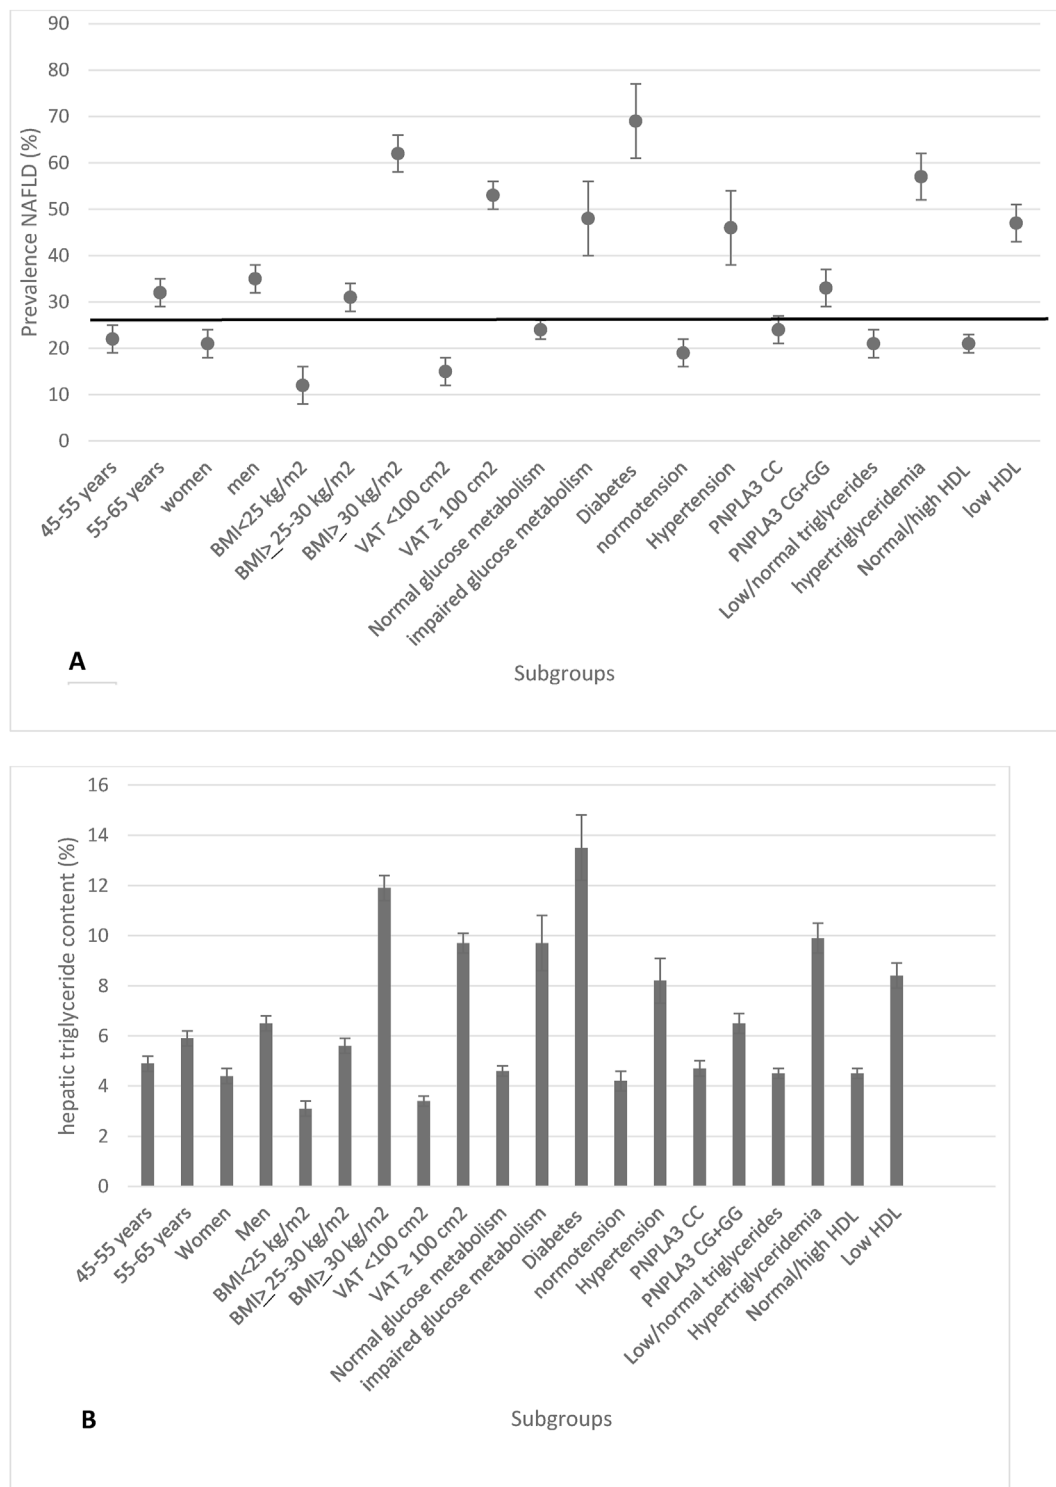 90
80
70
60
50
40
30
20
10
0
Prevalence NAFLD (%)
45-55 years
55-65 years
women
men
BMI<25 kg/m2
BMI> 25-30 kg/m2
BMI> 30 kg/m2
VAT <100 cm2
VAT ≥ 100 cm2
Normal glucose metabolism
impaired glucose metabolism
Diabetes
normotension
Hypertension
PNPLA3 CC
PNPLA3 CG+GG
Low/normal triglycerides
hypertriglyceridemia
Normal/high HDL
low HDL
A
Subgroups
16
14
12
10
8
6
4
2
0
hepatic triglyceride content (%)
45-55 years
55-65 years
Women
Men
BMI<25 kg/m2
BMI> 25-30 kg/m2
BMI> 30 kg/m2
VAT <100 cm2
VAT ≥ 100 cm2
Normal glucose metabolism
impaired glucose metabolism
Diabetes
normotension
Hypertension
PNPLA3 CC
PNPLA3 CG+GG
Low/normal triglycerides
Hypertriglyceridemia
Normal/high HDL
Low HDL
B
Subgroups